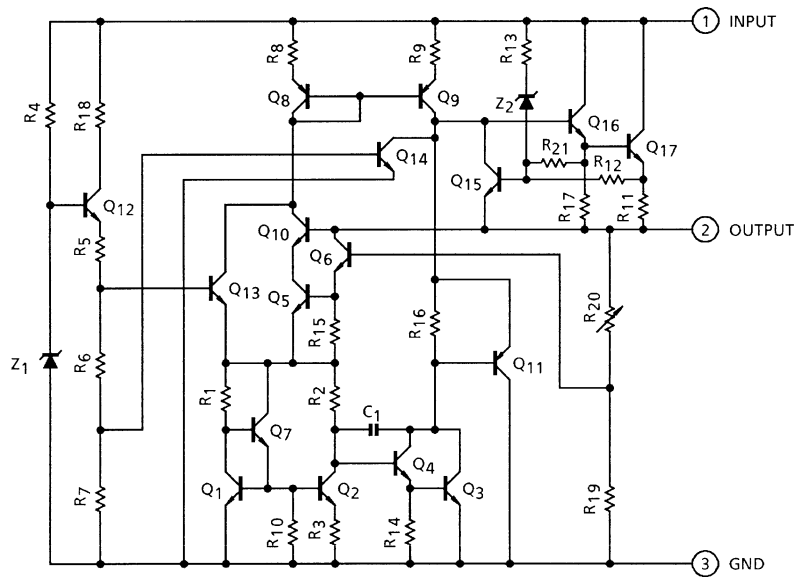 1 INPUT
R4
R18
R8
R9
R13
Q8
Q9
Z2
Q16
Q14
R21
Q17
Q15
R12
Q12
R17
R11
Q10
2 OUTPUT
R5
Q6
Q13
Q5
R20
R15
R16
Z1
R6
Q11
R1
R2
C1
Q7
Q4
Q1
Q2
Q3
R7
R19
R10
R3
R14
3 GND